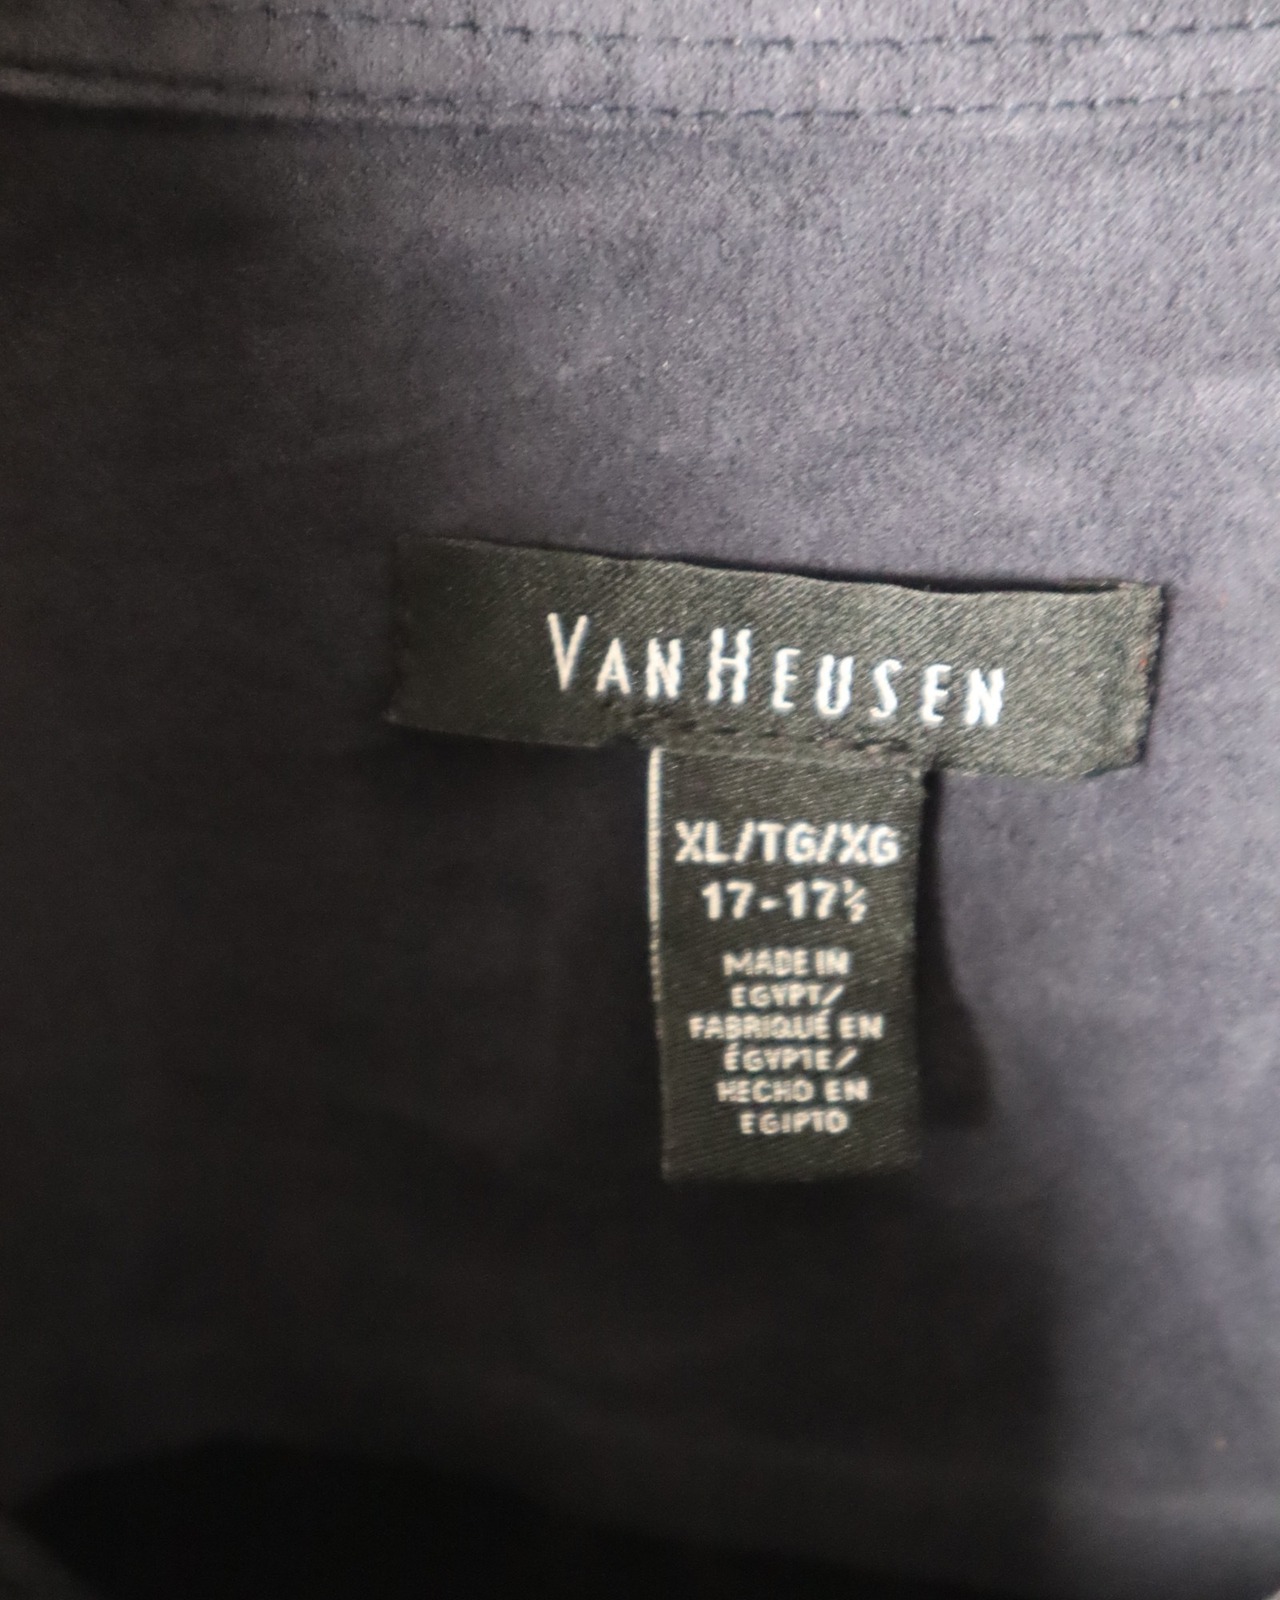 VAN HEUSEN
XL/TG/XG
17-17½
MADE IN
EGYPT/
FABRIQUÉ EN
ÉGYPTE/
HECHO EN
EGIPTO